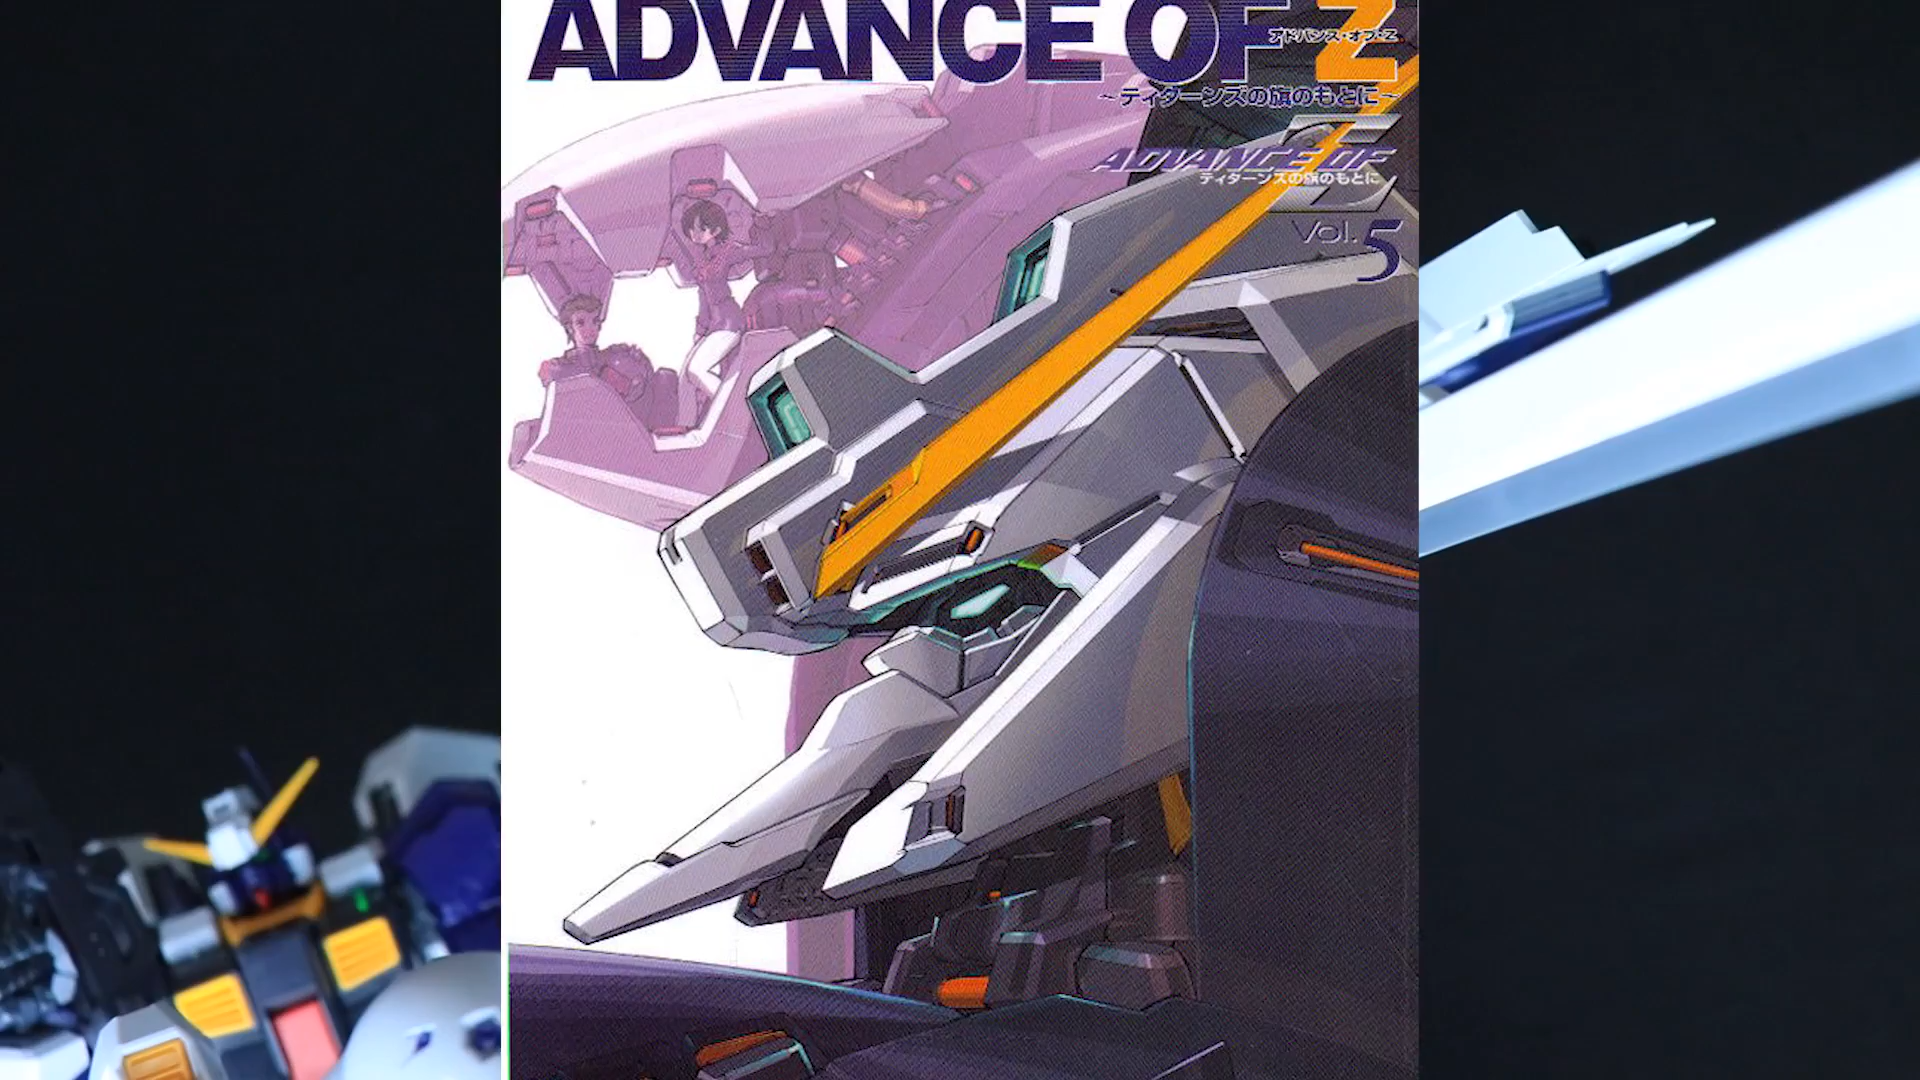 ADVANCE OF Z
アドバンス・オブ・Z
~ティターンズの旗のもとに~
ADVANCE OF Z
ティターンズの旗のもとに
Vol. 5